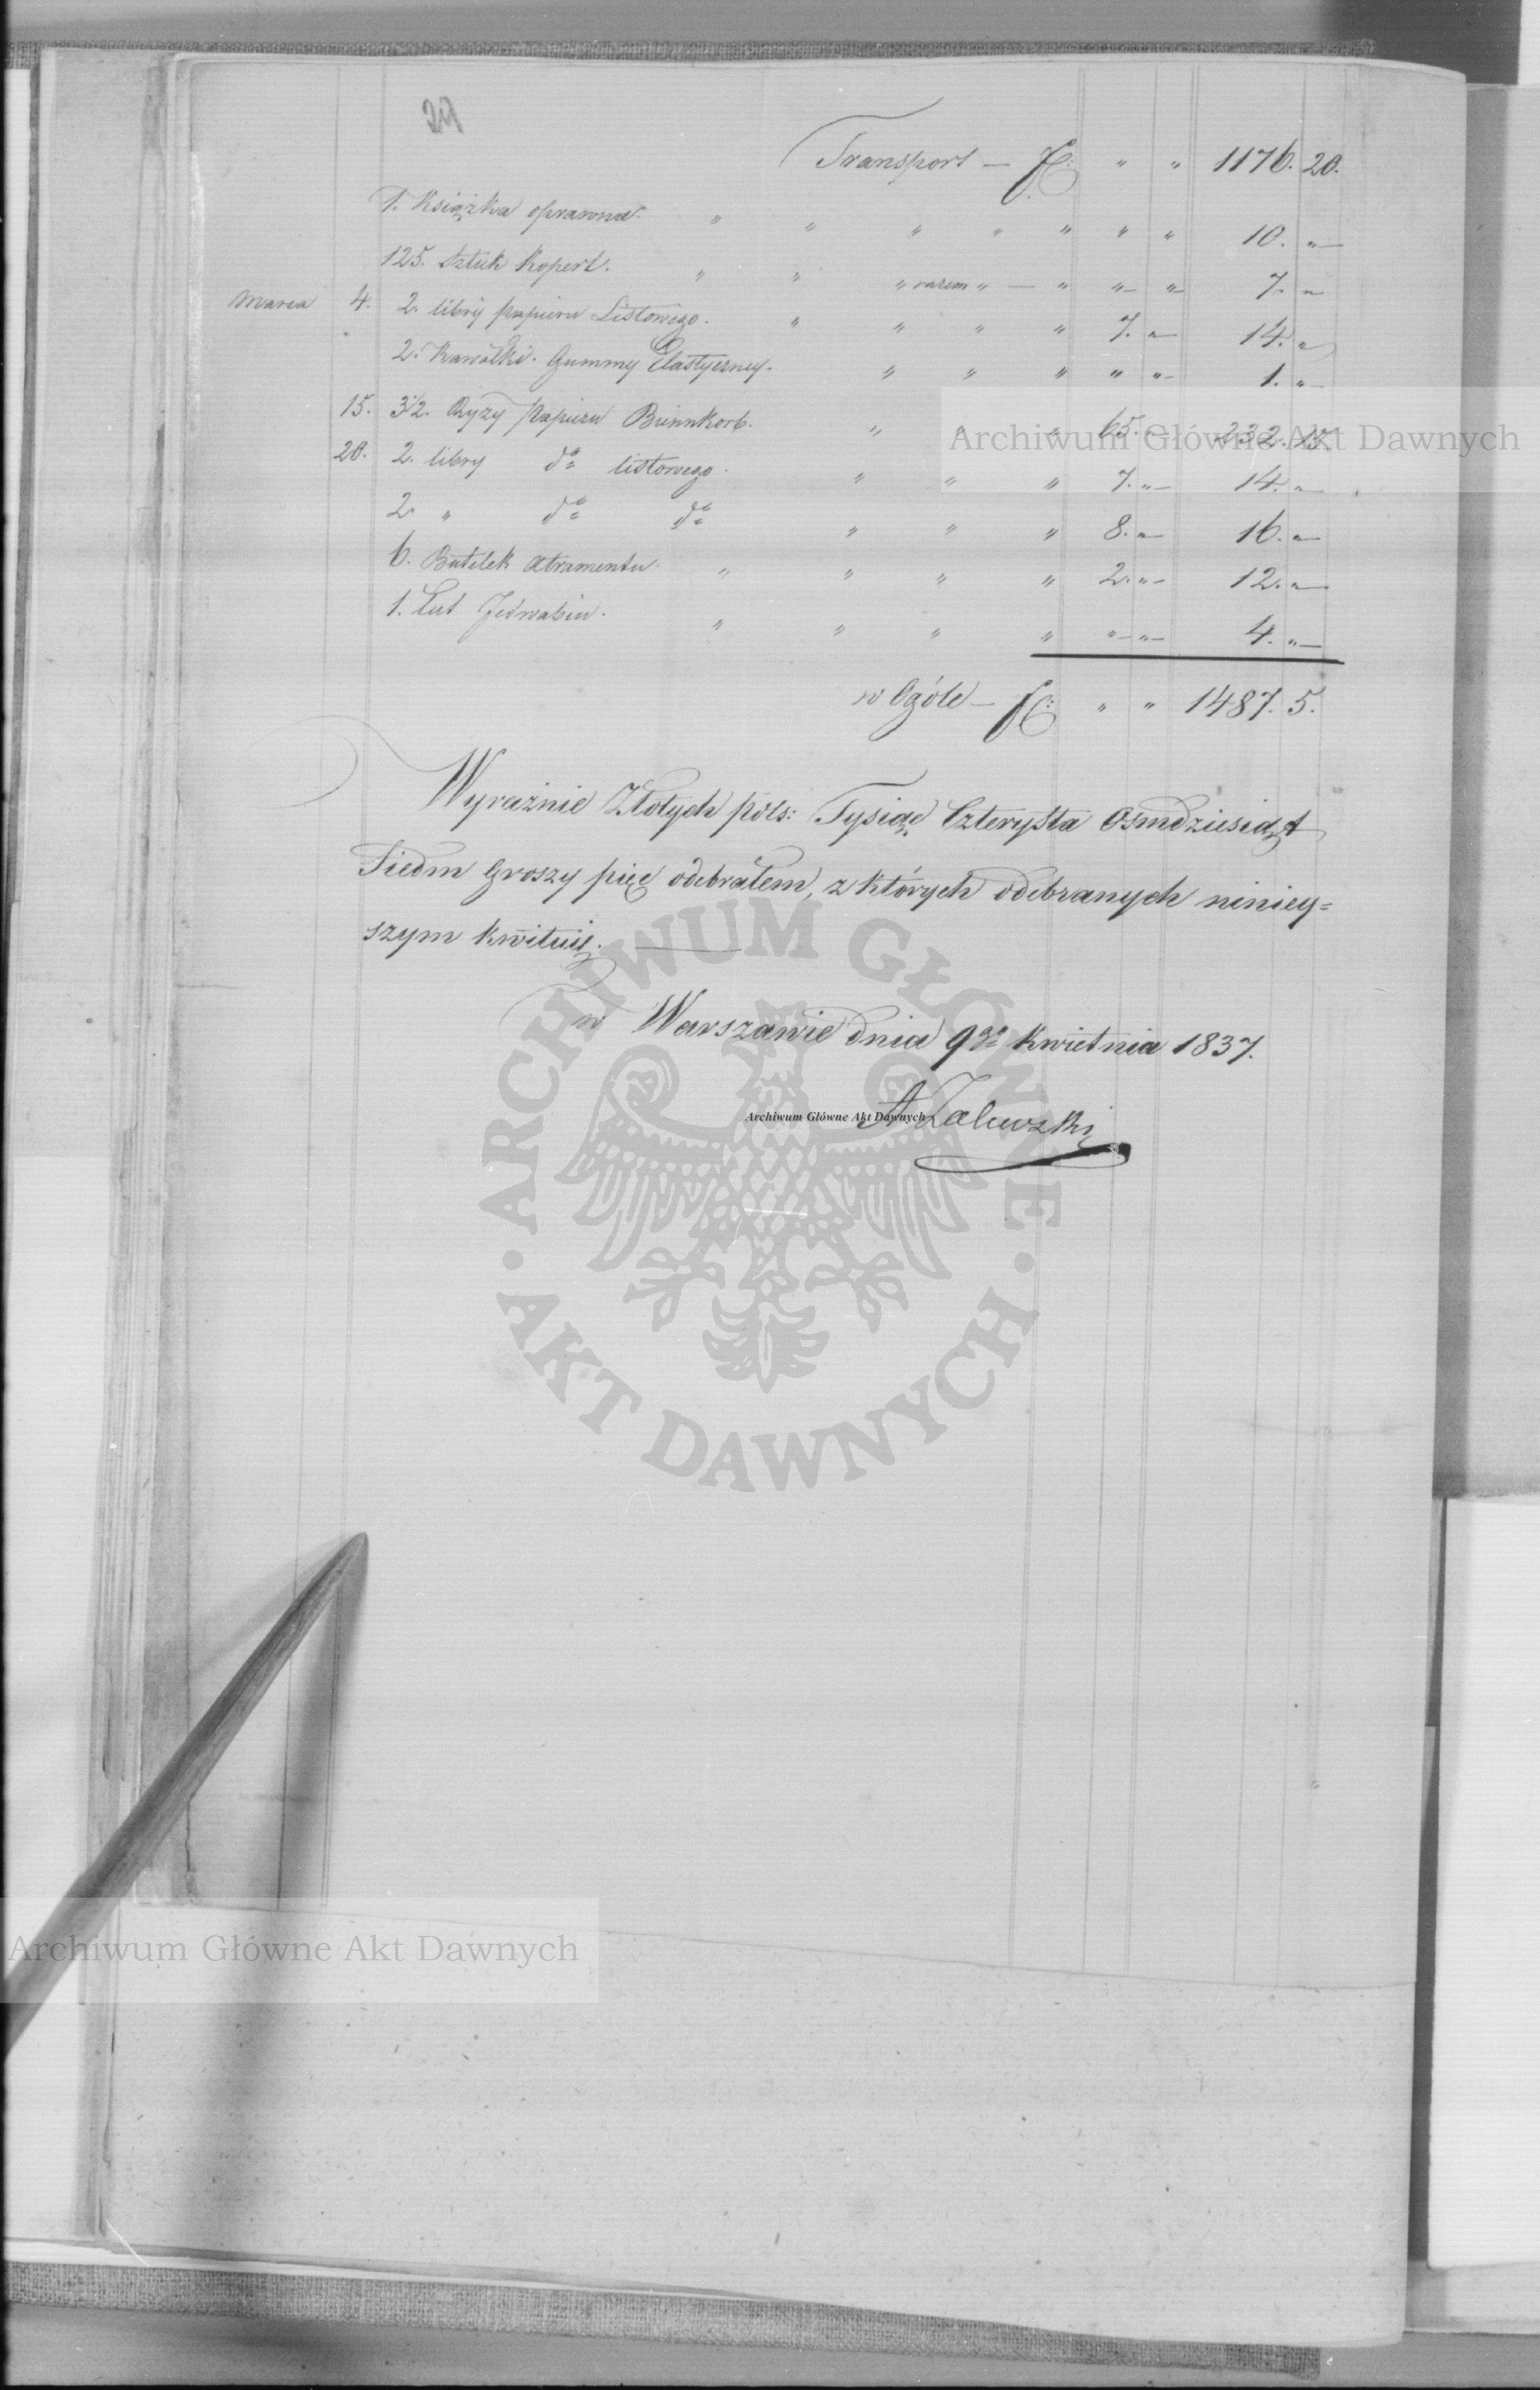 29
Transport — fl: " " 1176. 20.
1. Książka oprawna. " " " " " " " 10. "—
125. Sztuk Kopert. " " " razem " — " "— "— 7. "—
Marca 4. 2. libry papieru Listowego. " " " " 7. "— 14. "—
2. Kawałki. Gummy Elastyczney. " " " " "— 1. "—
15. 3½. Ryzy Papieru Biennkorb. " " " 65. "— 232. 15.
20. 2. libry do listowego. " " " 7. "— 14. "—
2. " do do " " " 8. "— 16. "—
6. Butelek atramentu. " " " " 2. "— 12. "—
1. Łut Jedwabiu. " " " " "— "— 4. "—
w Ogóle — fl: " " 1487. 5.
Wyraźnie Złotych pols: Tysiąc Czterysta Osmdziesiąt
Siedm Groszy pięć odebrałem, z których odebranych niniey=
szym kwituię. —
w Warszawie dnia 9go Kwietnia 1837.
A Zalewski
Archiwum Główne Akt Dawnych
Archiwum Główne Akt Dawnych
ARCHIWUM GŁÓWNE · AKT DAWNYCH ·
Archiwum Główne Akt Dawnych